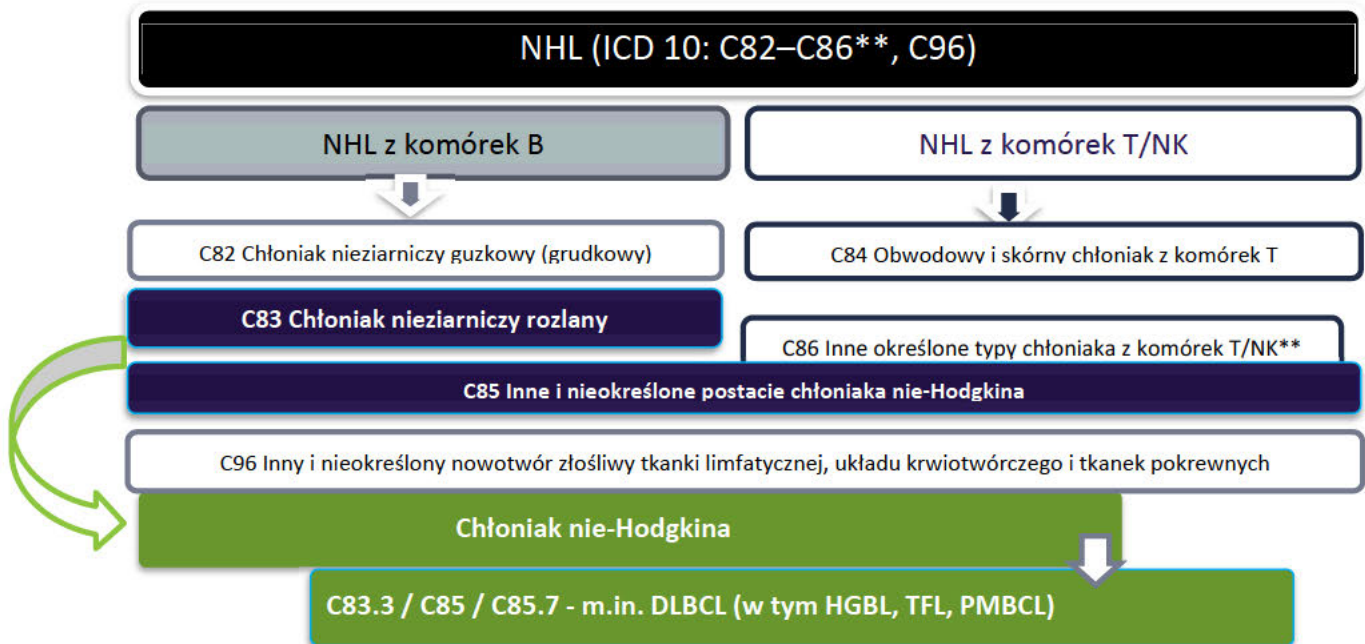 NHL (ICD 10: C82–C86**, C96)
NHL z komórek B
NHL z komórek T/NK
C82 Chłoniak nieziarniczy guzkowy (grudkowy)
C84 Obwodowy i skórny chłoniak z komórek T
C83 Chłoniak nieziarniczy rozlany
C86 Inne określone typy chłoniaka z komórek T/NK**
C85 Inne i nieokreślone postacie chłoniaka nie-Hodgkina
C96 Inny i nieokreślony nowotwór złośliwy tkanki limfatycznej, układu krwiotwórczego i tkanek pokrewnych
Chłoniak nie-Hodgkina
C83.3 / C85 / C85.7 - m.in. DLBCL (w tym HGBL, TFL, PMBCL)